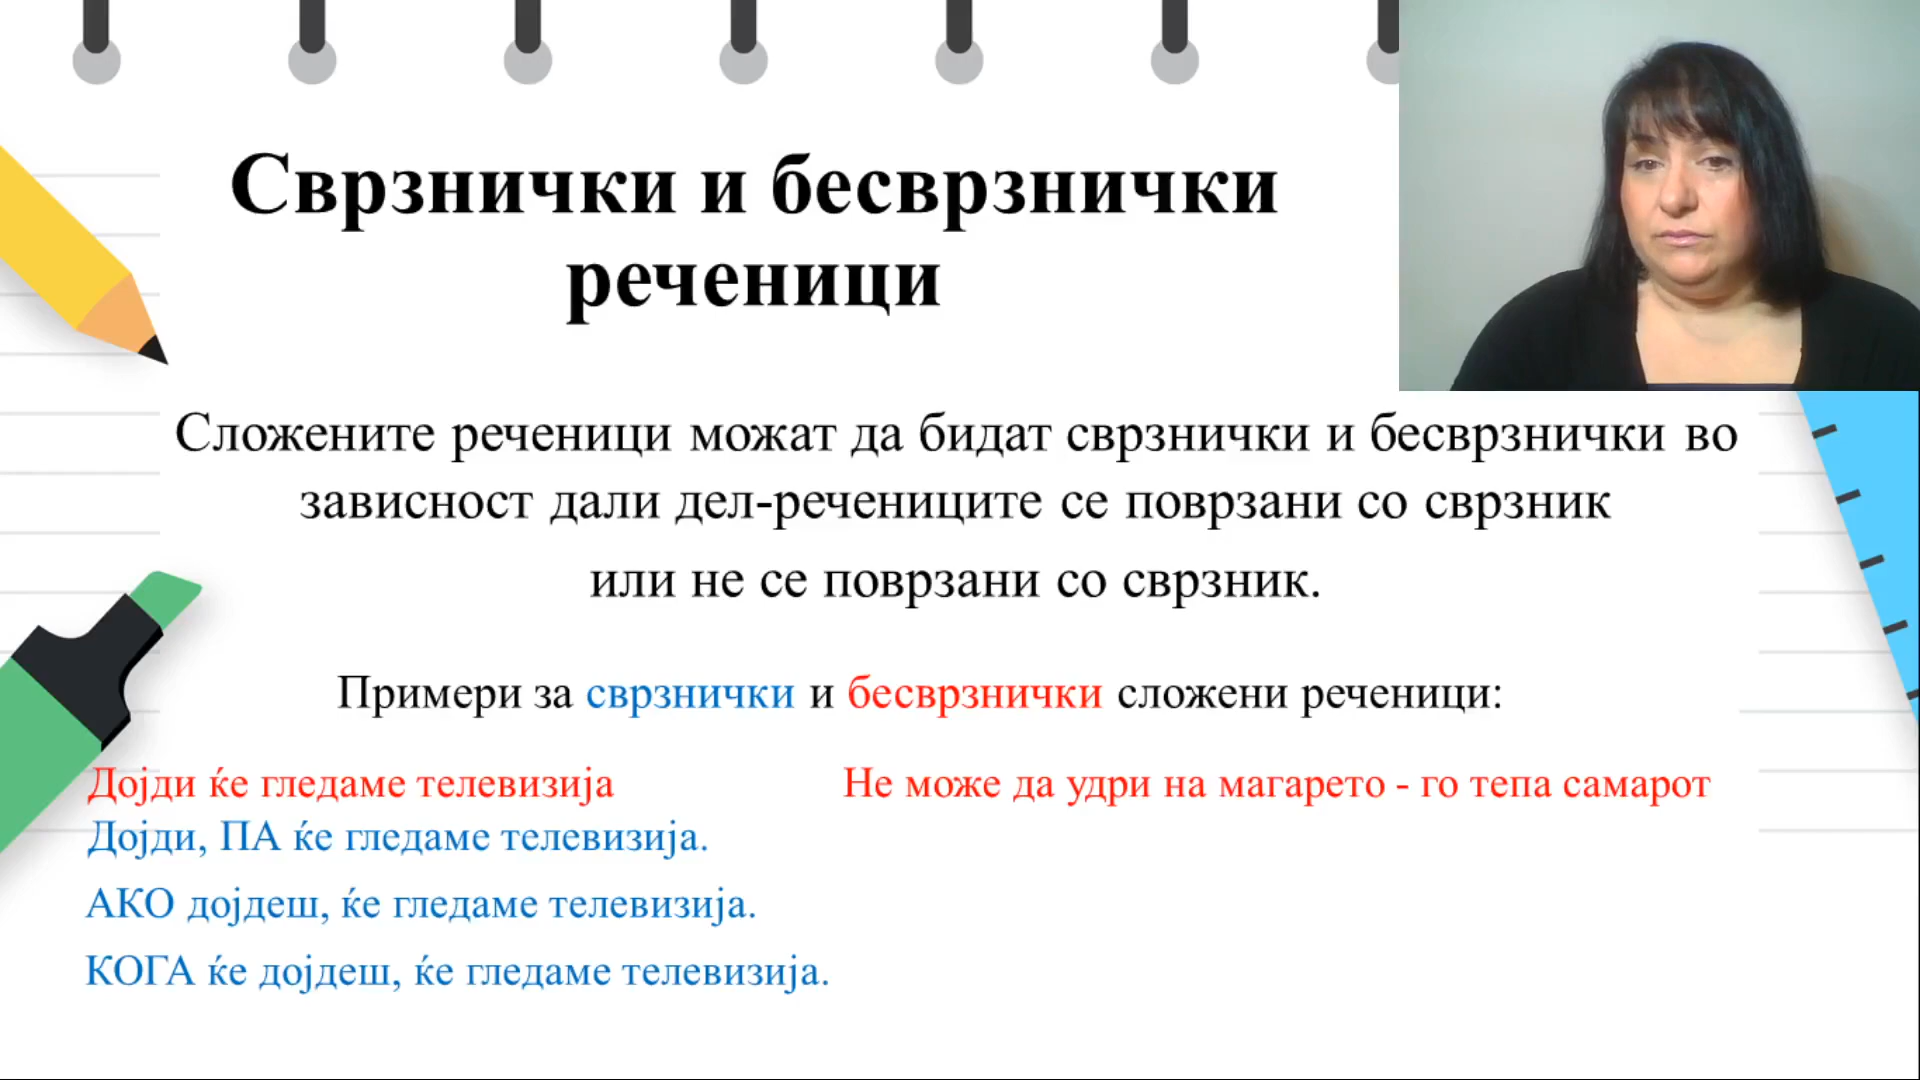 Сврзнички и бесврзнички
реченици
Сложените реченици можат да бидат сврзнички и бесврзнички во
зависност дали дел-речениците се поврзани со сврзник
или не се поврзани со сврзник.
Примери за сврзнички и бесврзнички сложени реченици:
Дојди ќе гледаме телевизија
Не може да удри на магарето - го тепа самарот
Дојди, ПА ќе гледаме телевизија.
АКО дојдеш, ќе гледаме телевизија.
КОГА ќе дојдеш, ќе гледаме телевизија.